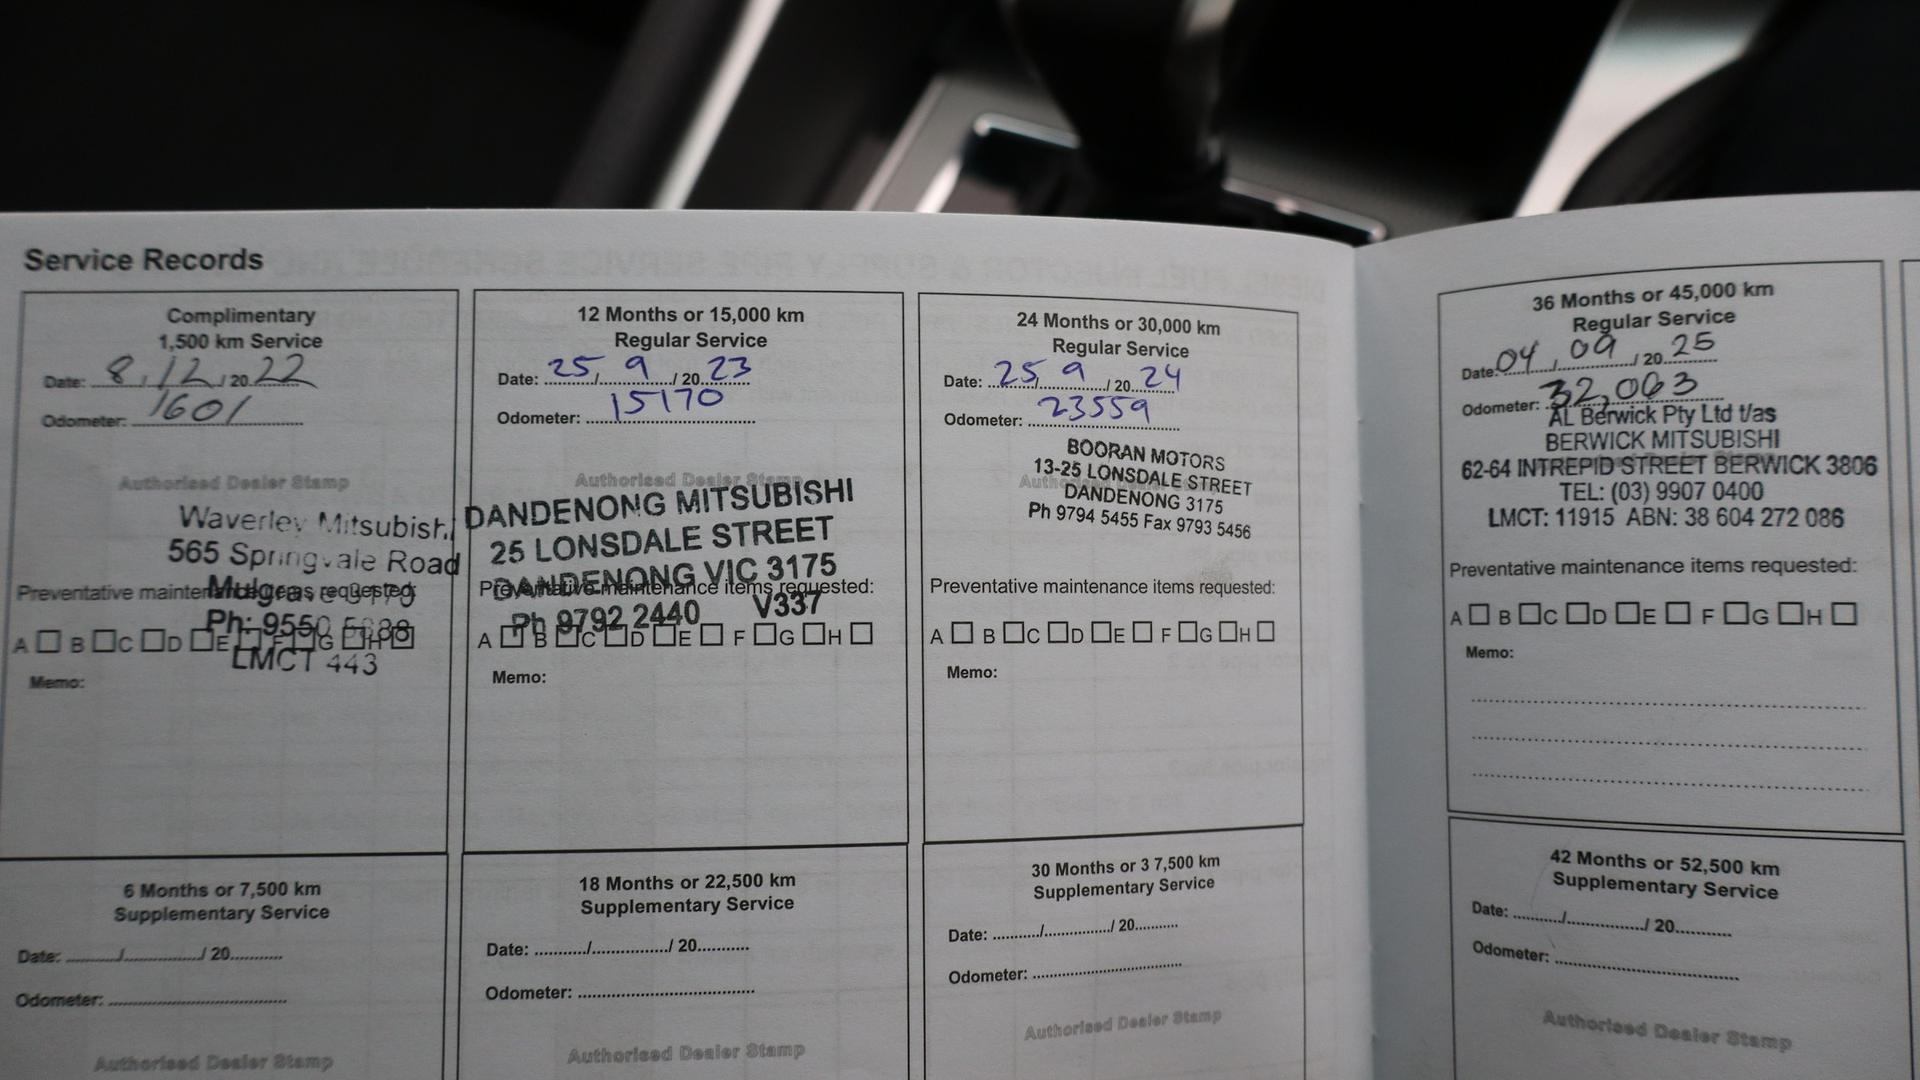 Service Records
Complimentary
1,500 km Service
Date: 8/12/2022
Odometer: 1601
Authorised Dealer Stamp
Waverley Mitsubishi
565 Springvale Road
Mulgrave 3170
Preventative maintenance items requested:
Ph: 9550
A B C D E F G H
LMCT 443
Memo:
12 Months or 15,000 km
Regular Service
Date: 25/9/2023
Odometer: 15170
Authorised Dealer Stamp
DANDENONG MITSUBISHI
25 LONSDALE STREET
DANDENONG VIC 3175
Preventative maintenance items requested:
Ph 9792 2440 V337
A B C D E F G H
Memo:
24 Months or 30,000 km
Regular Service
Date: 25/9/2024
Odometer: 23559
BOORAN MOTORS
13-25 LONSDALE STREET
Authorised Dealer Stamp
DANDENONG 3175
Ph 9794 5455 Fax 9793 5456
Preventative maintenance items requested:
A B C D E F G H
Memo:
36 Months or 45,000 km
Regular Service
Date: 04/09/2025
Odometer: 32,063
AL Berwick Pty Ltd t/as
BERWICK MITSUBISHI
62-64 INTREPID STREET BERWICK 3806
TEL: (03) 9907 0400
LMCT: 11915 ABN: 38 604 272 086
Preventative maintenance items requested:
A B C D E F G H
Memo:
6 Months or 7,500 km
Supplementary Service
Date: ........./............../ 20..........
Odometer: ..............................
Authorised Dealer Stamp
18 Months or 22,500 km
Supplementary Service
Date: ........./............../ 20..........
Odometer: ..............................
Authorised Dealer Stamp
30 Months or 3 7,500 km
Supplementary Service
Date: ........./............../ 20..........
Odometer: ..............................
Authorised Dealer Stamp
42 Months or 52,500 km
Supplementary Service
Date: ........./............../ 20..........
Odometer: ..............................
Authorised Dealer Stamp